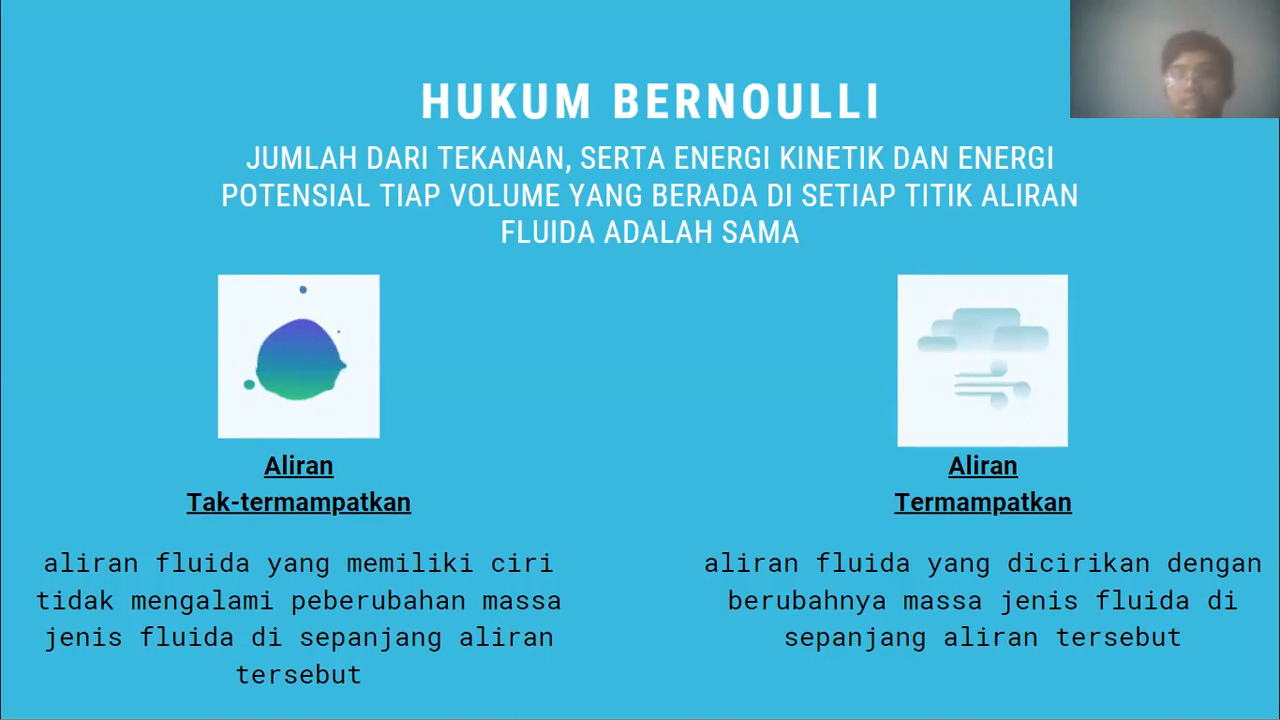 HUKUM BERNOULLI
JUMLAH DARI TEKANAN, SERTA ENERGI KINETIK DAN ENERGI
POTENSIAL TIAP VOLUME YANG BERADA DI SETIAP TITIK ALIRAN
FLUIDA ADALAH SAMA
Aliran
Tak-termampatkan
aliran fluida yang memiliki ciri
tidak mengalami peberubahan massa
jenis fluida di sepanjang aliran
tersebut
Aliran
Termampatkan
aliran fluida yang dicirikan dengan
berubahnya massa jenis fluida di
sepanjang aliran tersebut